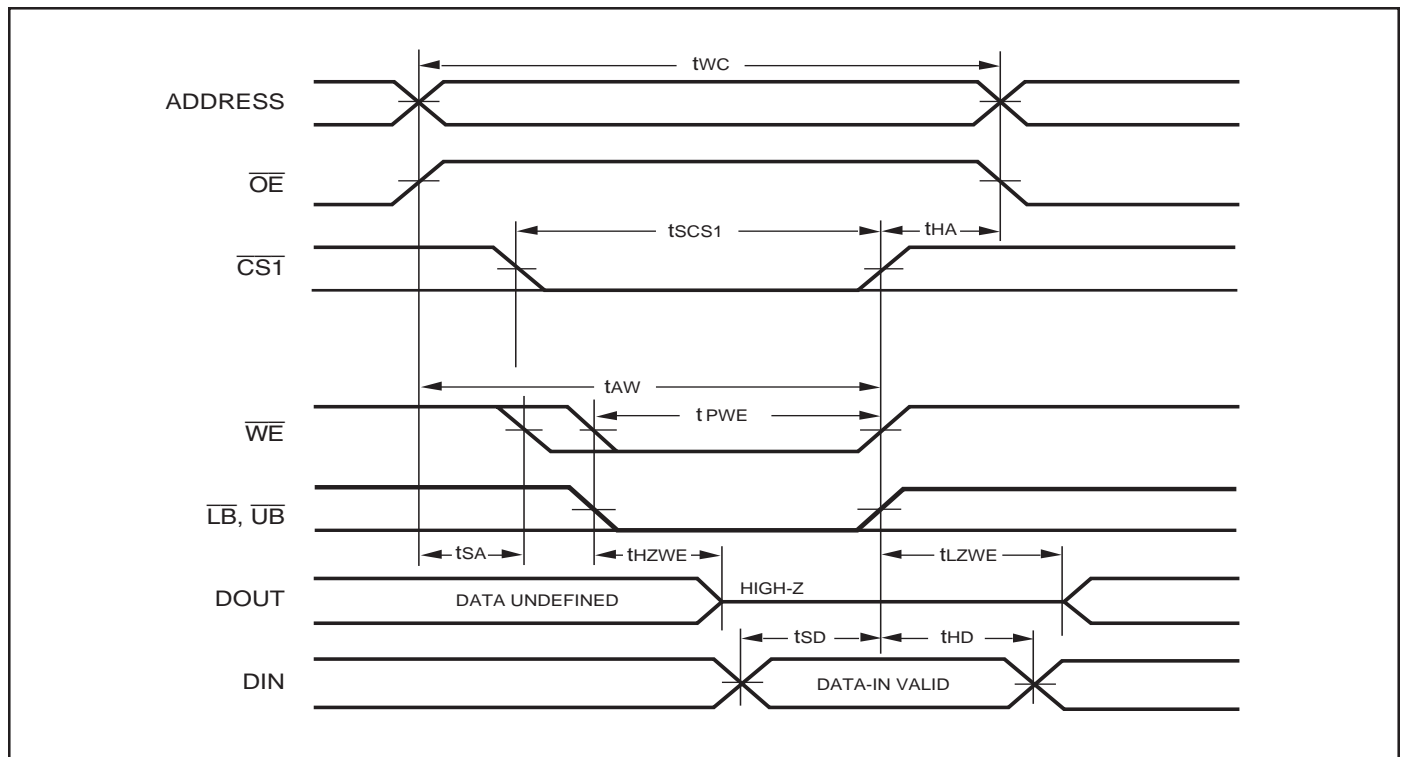 tWC
ADDRESS
OE
tSCS1
tHA
CS1
tAW
t PWE
WE
LB, UB
tSA
tHZWE
tLZWE
HIGH-Z
DOUT
DATA UNDEFINED
tSD
tHD
DIN
DATA-IN VALID